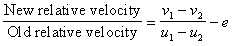 New relative velocity / Old relative velocity = v₁ − v₂ / u₁ − u₂ − e